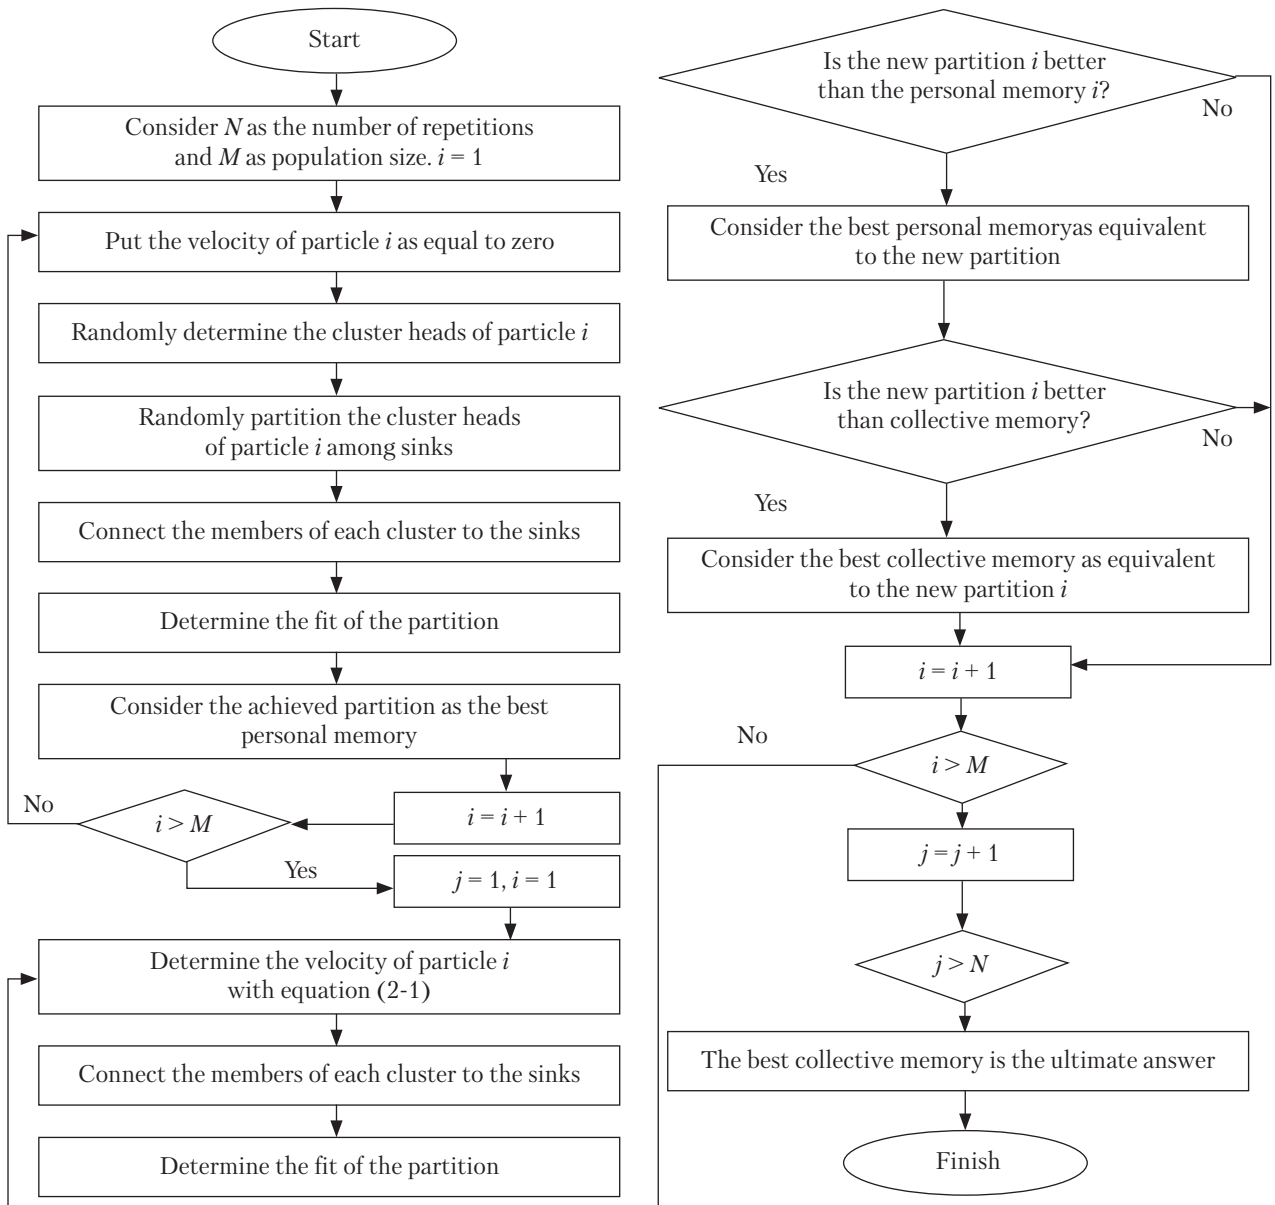 Start
Consider N as the number of repetitions
and M as population size. i = 1
Put the velocity of particle i as equal to zero
Randomly determine the cluster heads of particle i
Randomly partition the cluster heads
of particle i among sinks
Connect the members of each cluster to the sinks
Determine the fit of the partition
Consider the achieved partition as the best
personal memory
i = i + 1
No
i > M
Yes
j = 1, i = 1
Determine the velocity of particle i
with equation (2-1)
Connect the members of each cluster to the sinks
Determine the fit of the partition
Is the new partition i better
than the personal memory i?
No
Yes
Consider the best personal memoryas equivalent
to the new partition
Is the new partition i better
than collective memory?
No
Yes
Consider the best collective memory as equivalent
to the new partition i
i = i + 1
No
i > M
j = j + 1
j > N
The best collective memory is the ultimate answer
Finish